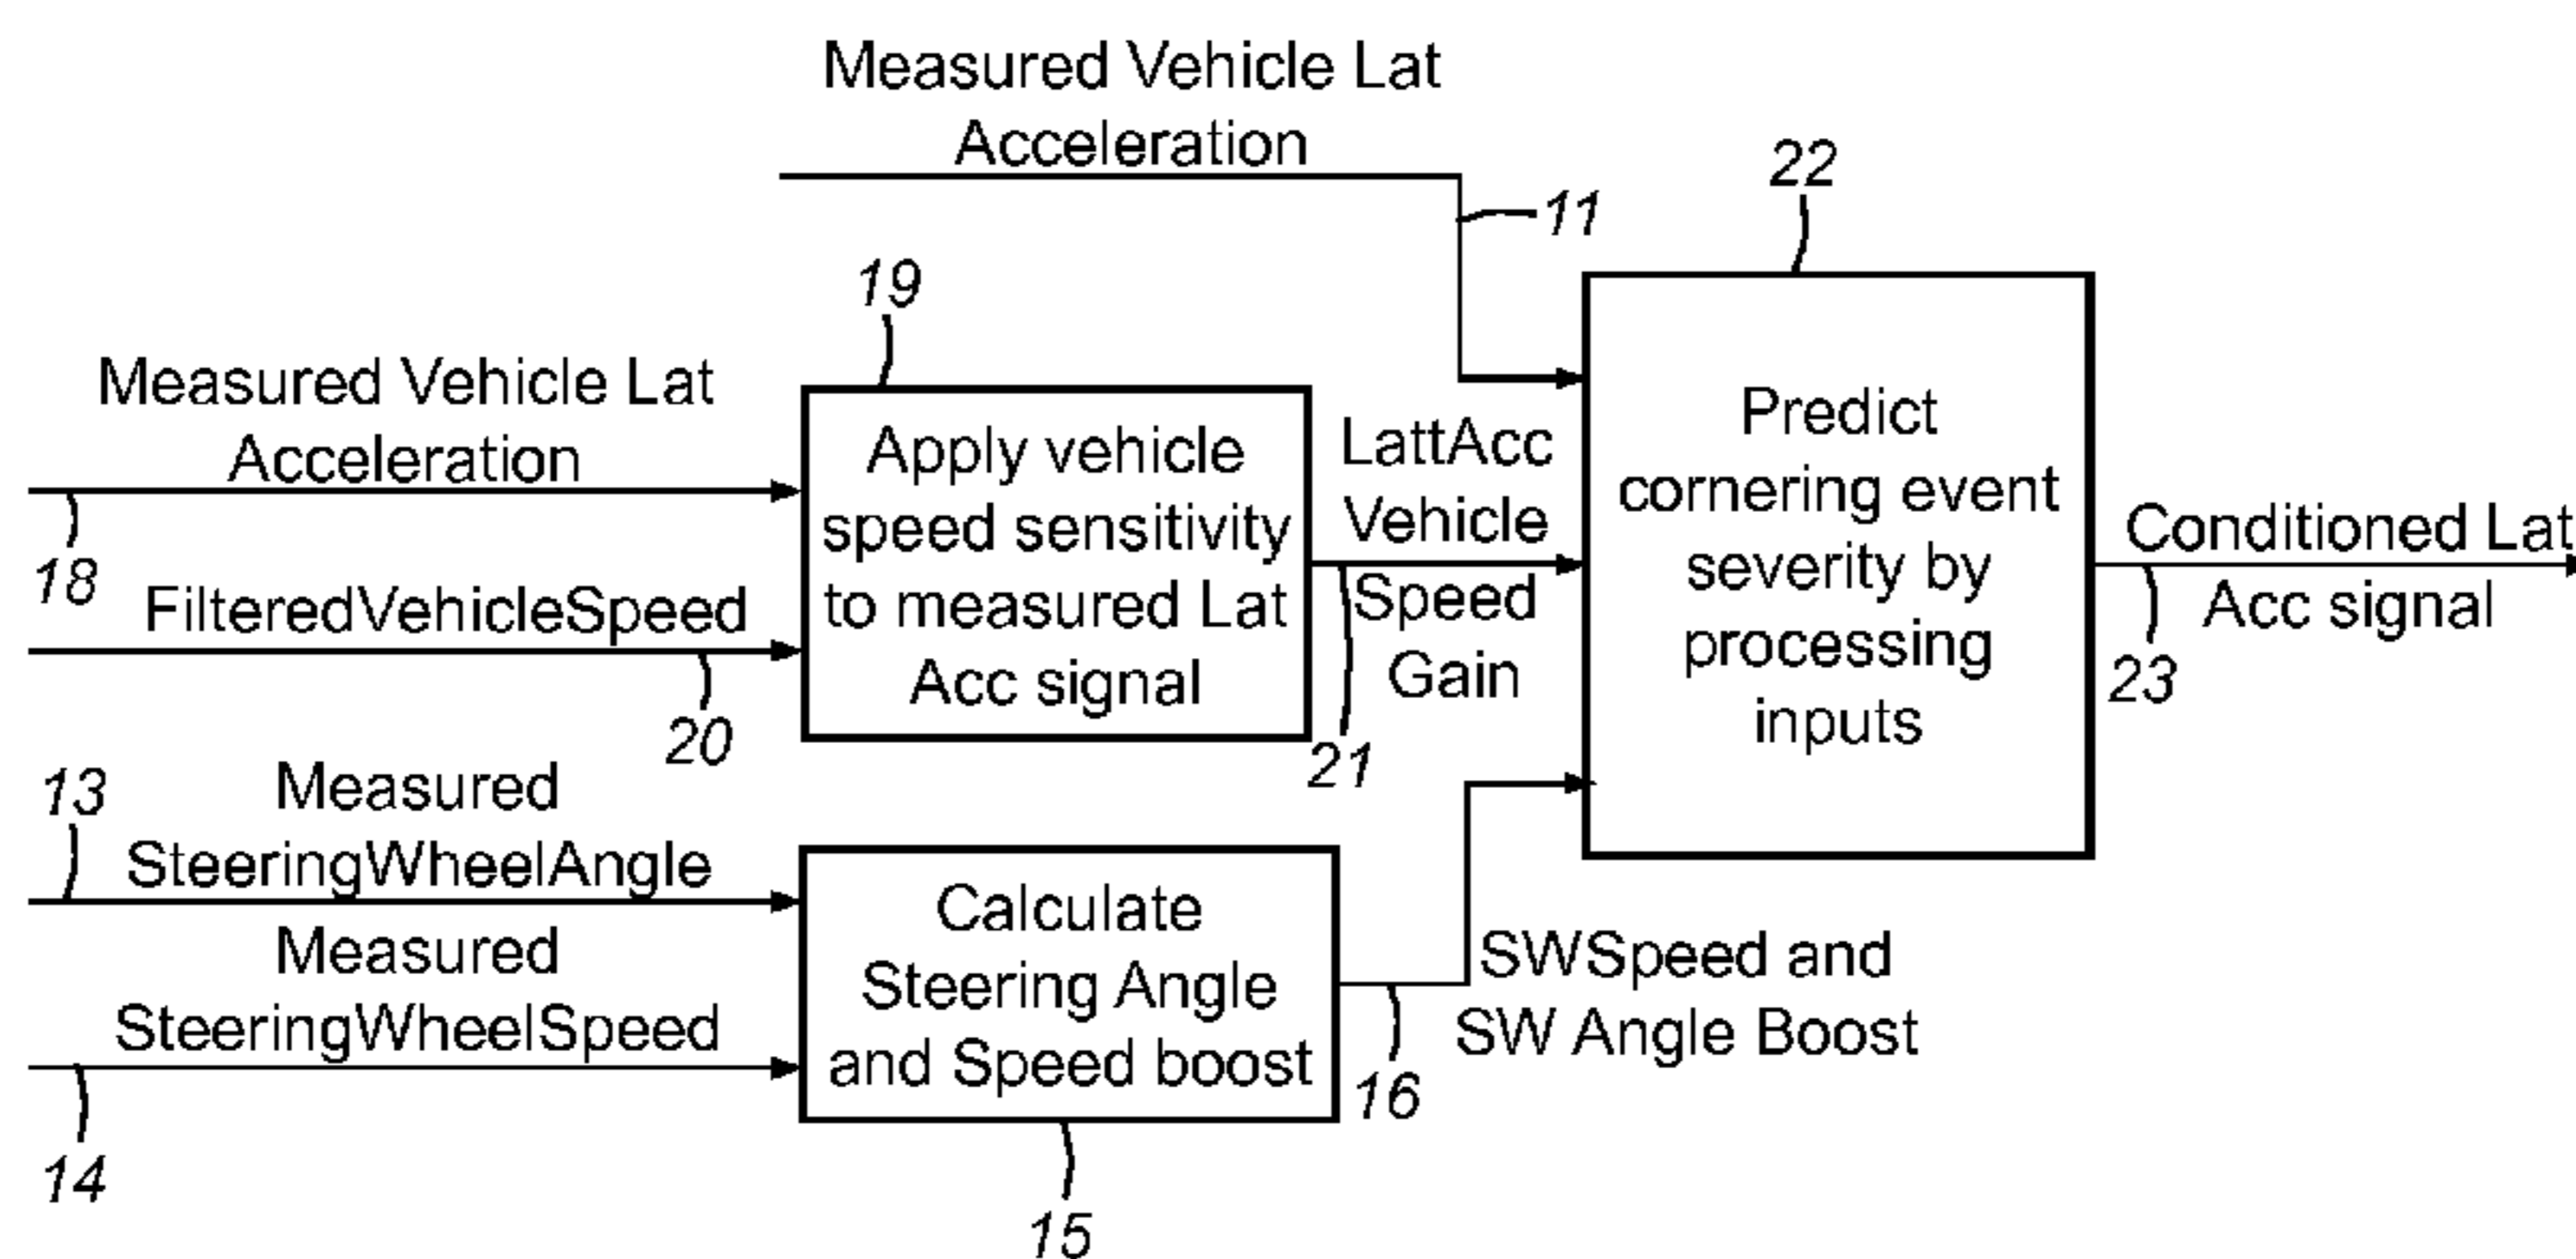 Measured Vehicle Lat
Acceleration
11
22
19
Measured Vehicle Lat
Acceleration
18
FilteredVehicleSpeed
20
Apply vehicle
speed sensitivity
to measured Lat
Acc signal
LattAcc
Vehicle
Speed
Gain
21
Predict
cornering event
severity by
processing
inputs
Conditioned Lat
Acc signal
23
13
Measured
SteeringWheelAngle
Measured
SteeringWheelSpeed
14
Calculate
Steering Angle
and Speed boost
15
16
SWSpeed and
SW Angle Boost